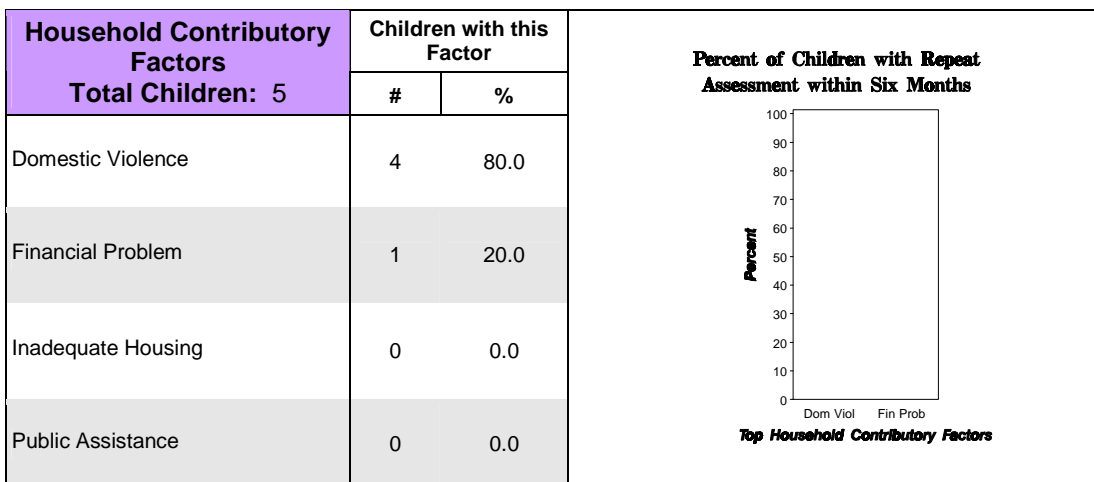 Household Contributory
Factors
Total Children: 5
Children with this
Factor
# %
Domestic Violence 4 80.0
Financial Problem 1 20.0
Inadequate Housing 0 0.0
Public Assistance 0 0.0
Percent of Children with Repeat
Assessment within Six Months
100
90
80
70
60
50
40
30
20
10
0
Percent
Dom Viol Fin Prob
Top Household Contributory Factors